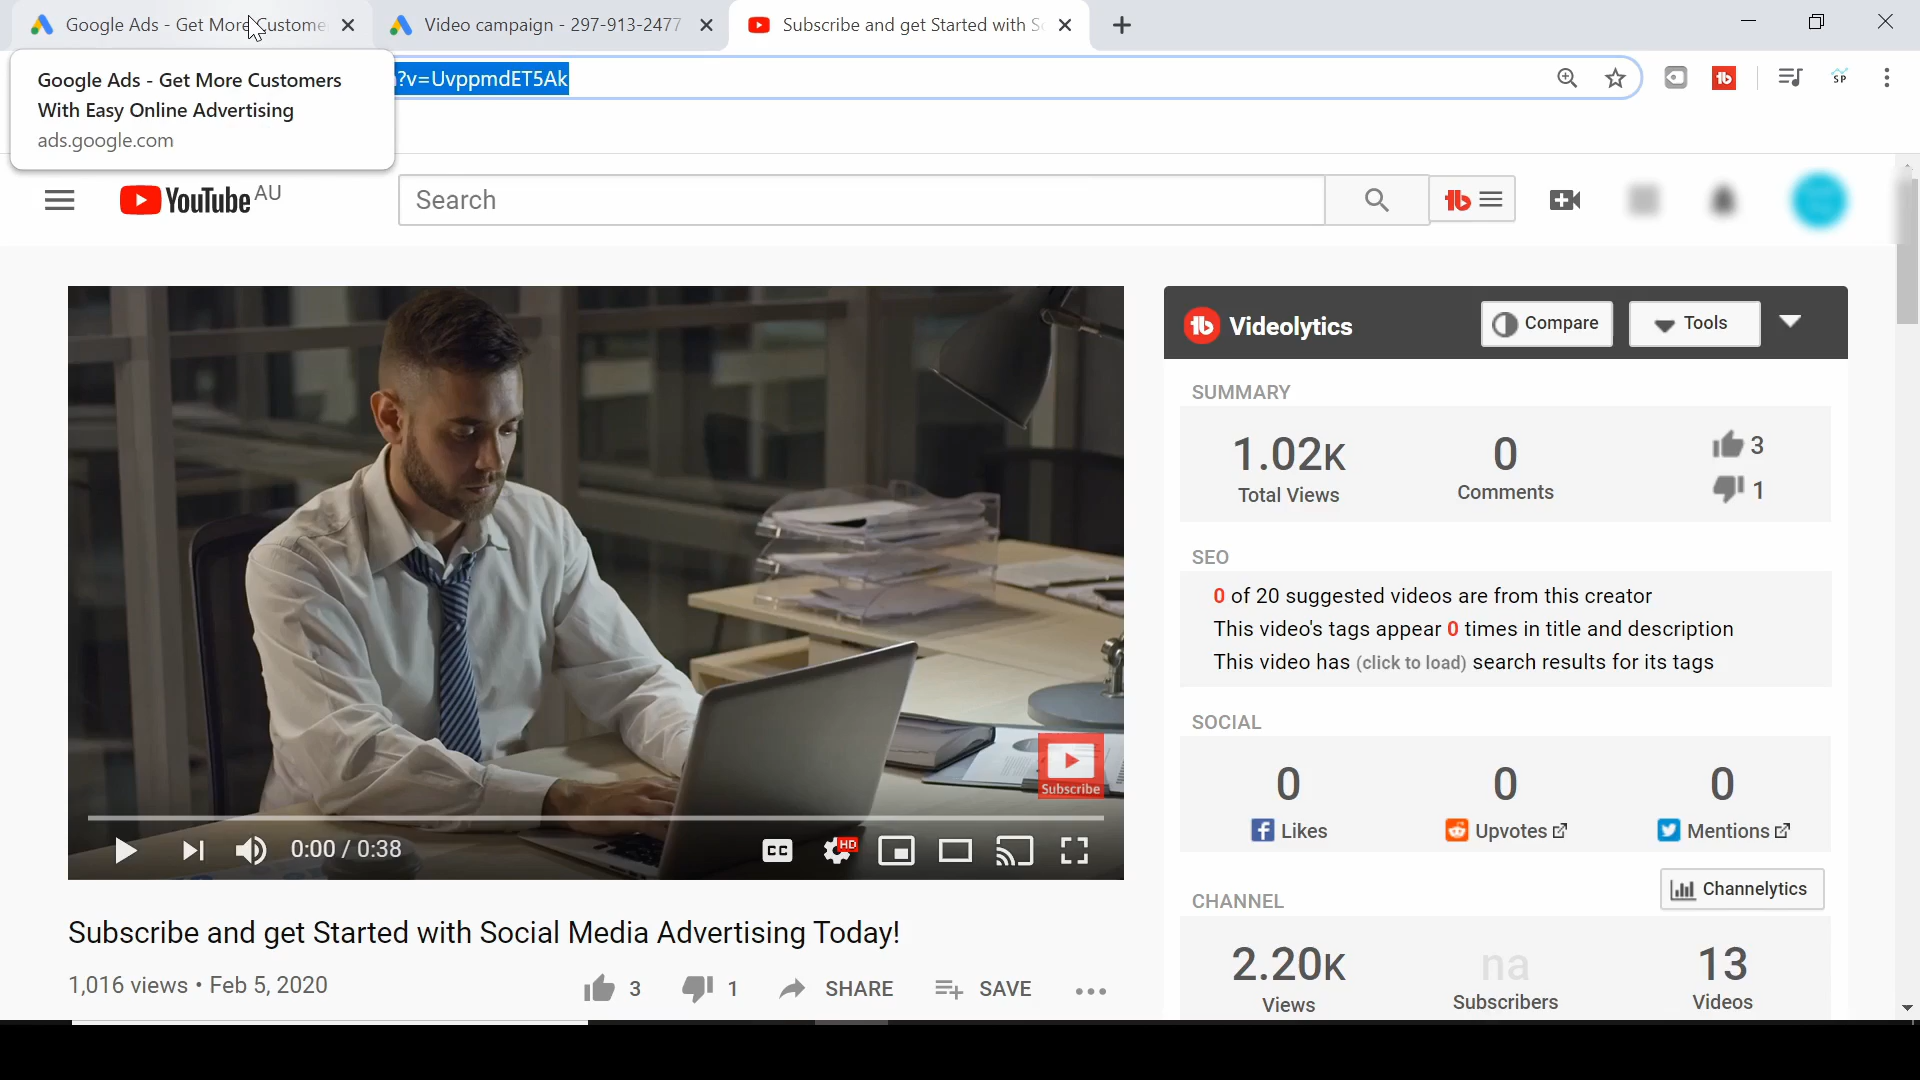 Google Ads - Get More Custome
Video campaign - 297-913-2477
Subscribe and get Started with S
Google Ads - Get More Customers
With Easy Online Advertising
ads.google.com
?v=UvppmdET5Ak
SP
YouTube AU
Search
Videolytics
Compare
Tools
SUMMARY
1.02K
0
3
Total Views
Comments
1
SEO
0 of 20 suggested videos are from this creator
This video's tags appear 0 times in title and description
This video has (click to load) search results for its tags
SOCIAL
0
0
0
Likes
Upvotes
Mentions
Subscribe
0:00 / 0:38
CC
HD
CHANNEL
Channelytics
2.20K
na
13
Views
Subscribers
Videos
Subscribe and get Started with Social Media Advertising Today!
1,016 views • Feb 5, 2020
3
1
SHARE
SAVE